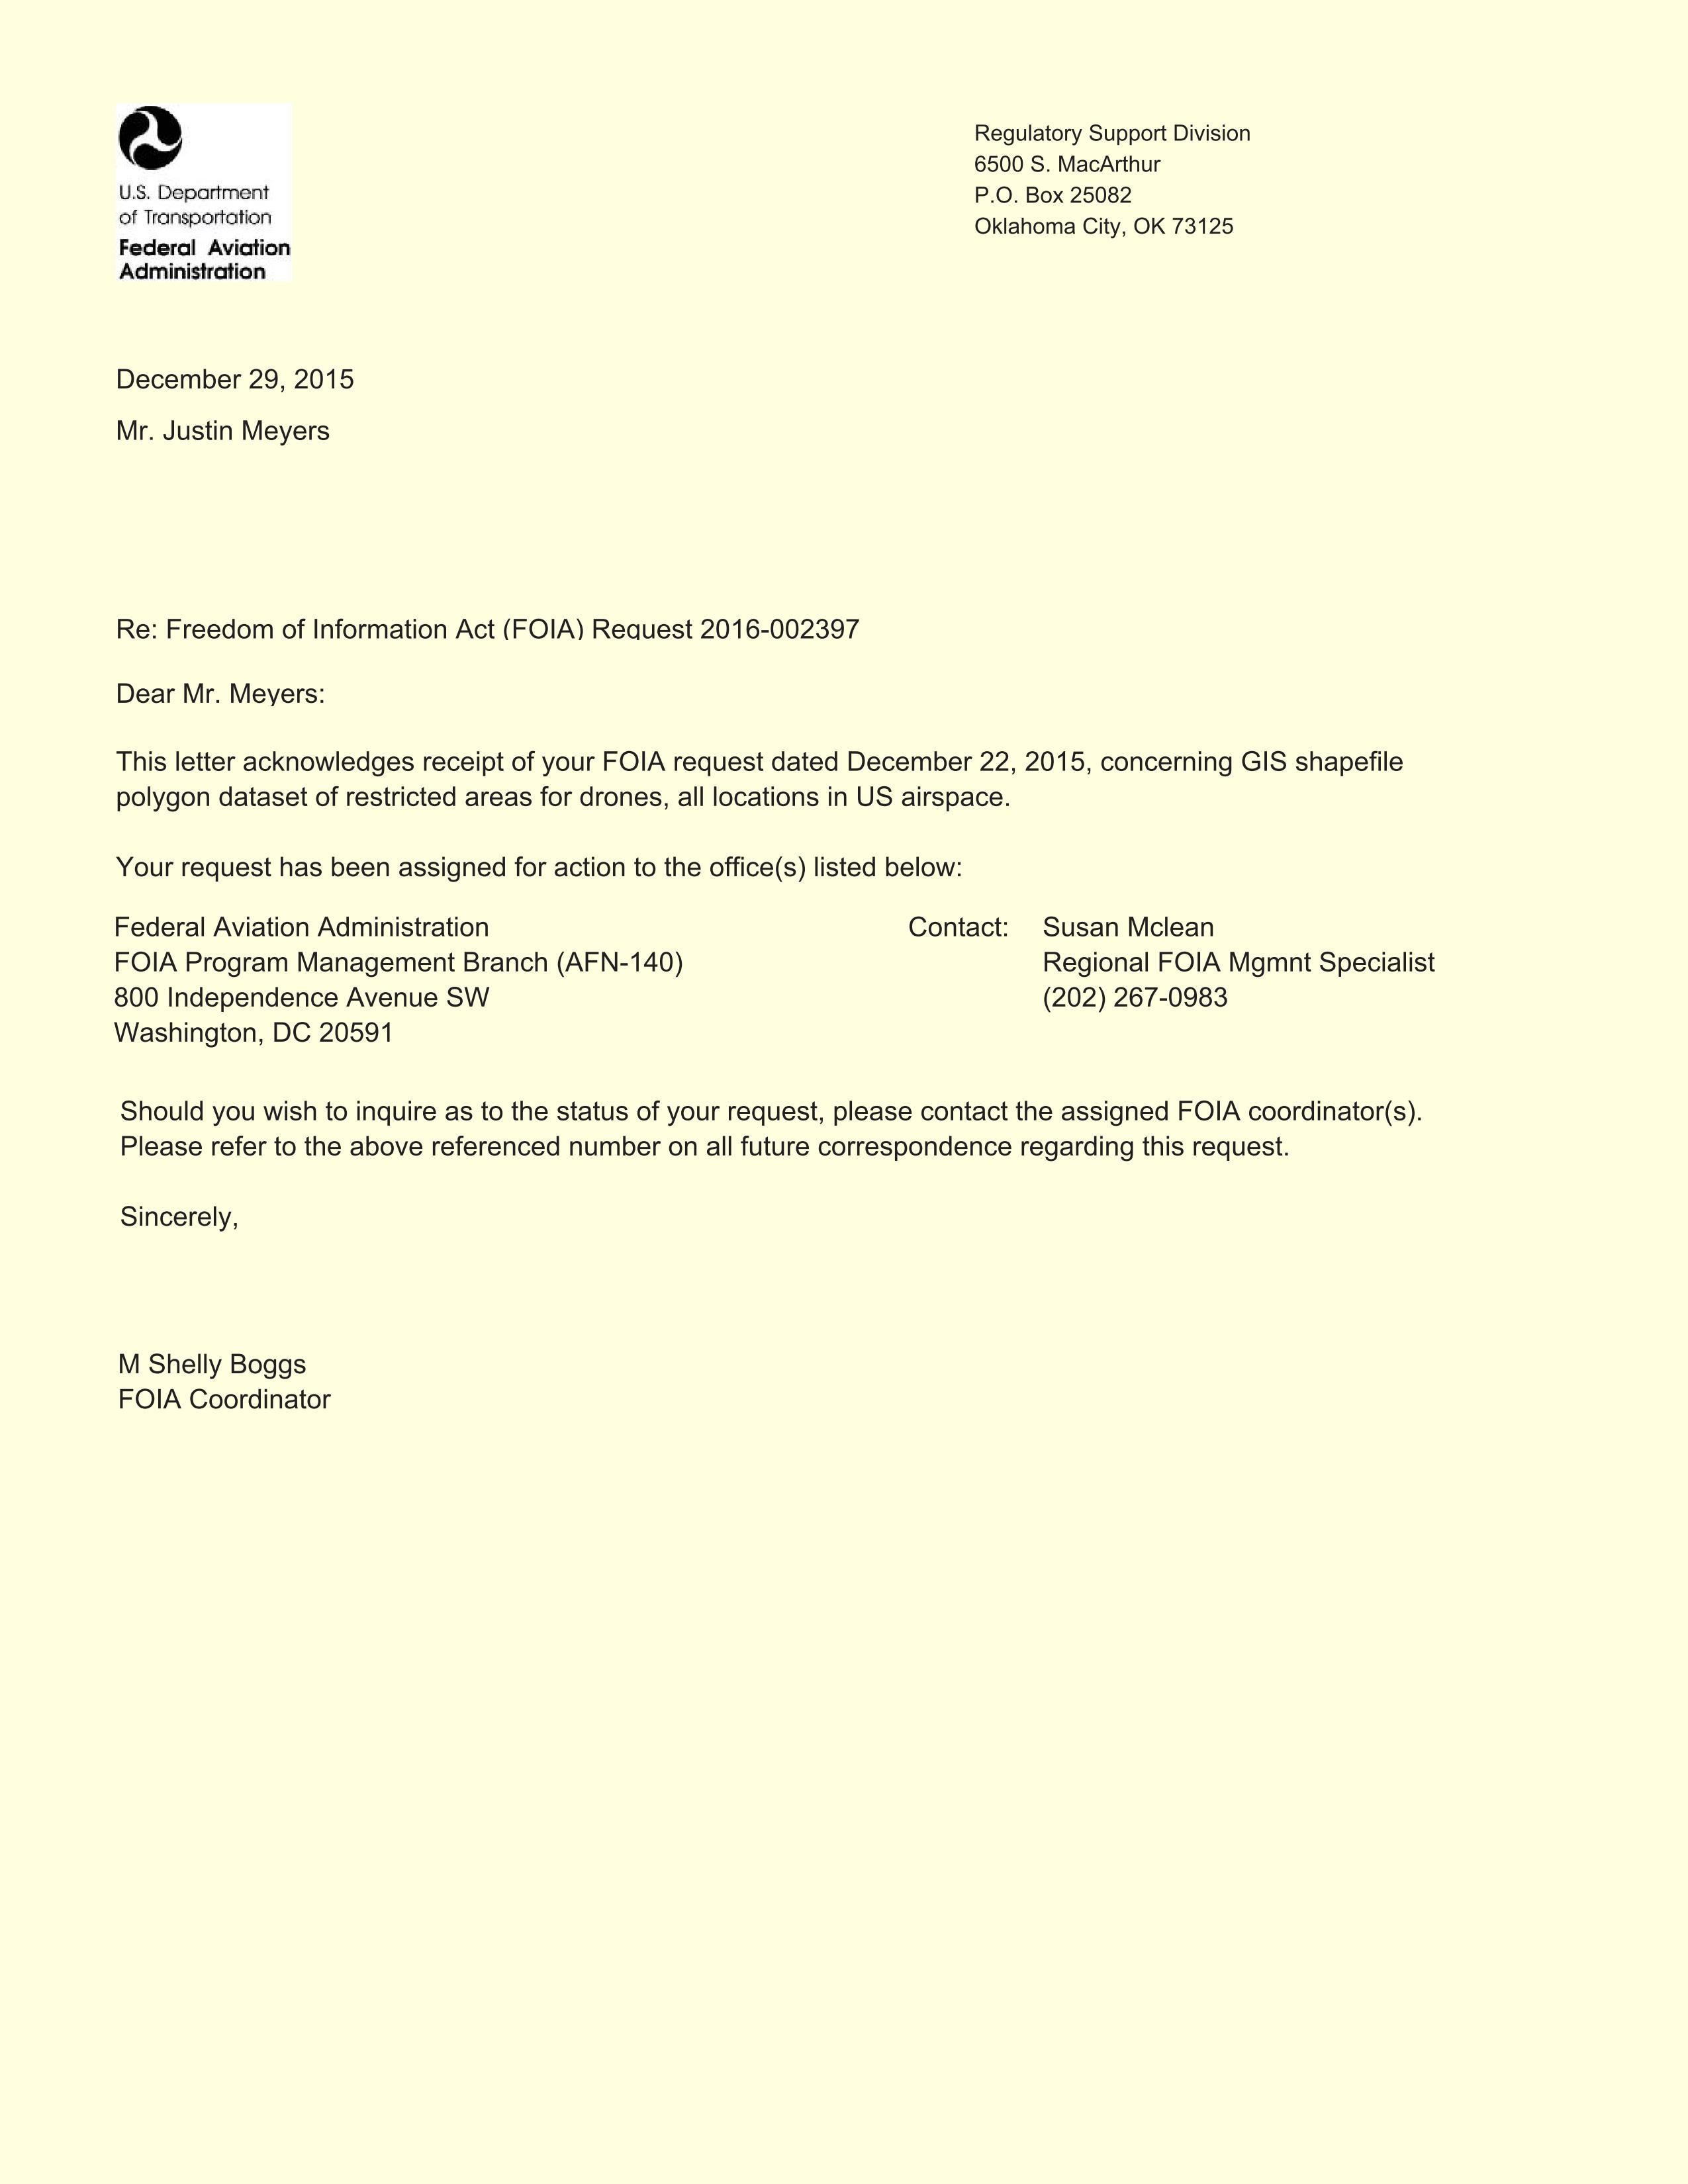 U.S. Department
of Transportation
Federal Aviation
Administration
Regulatory Support Division
6500 S. MacArthur
P.O. Box 25082
Oklahoma City, OK 73125
December 29, 2015
Mr. Justin Meyers
Re: Freedom of Information Act (FOIA) Request 2016-002397
Dear Mr. Meyers:
This letter acknowledges receipt of your FOIA request dated December 22, 2015, concerning GIS shapefile
polygon dataset of restricted areas for drones, all locations in US airspace.
Your request has been assigned for action to the office(s) listed below:
Federal Aviation Administration
FOIA Program Management Branch (AFN-140)
800 Independence Avenue SW
Washington, DC 20591
Contact: Susan Mclean
Regional FOIA Mgmnt Specialist
(202) 267-0983
Should you wish to inquire as to the status of your request, please contact the assigned FOIA coordinator(s).
Please refer to the above referenced number on all future correspondence regarding this request.
Sincerely,
M Shelly Boggs
FOIA Coordinator